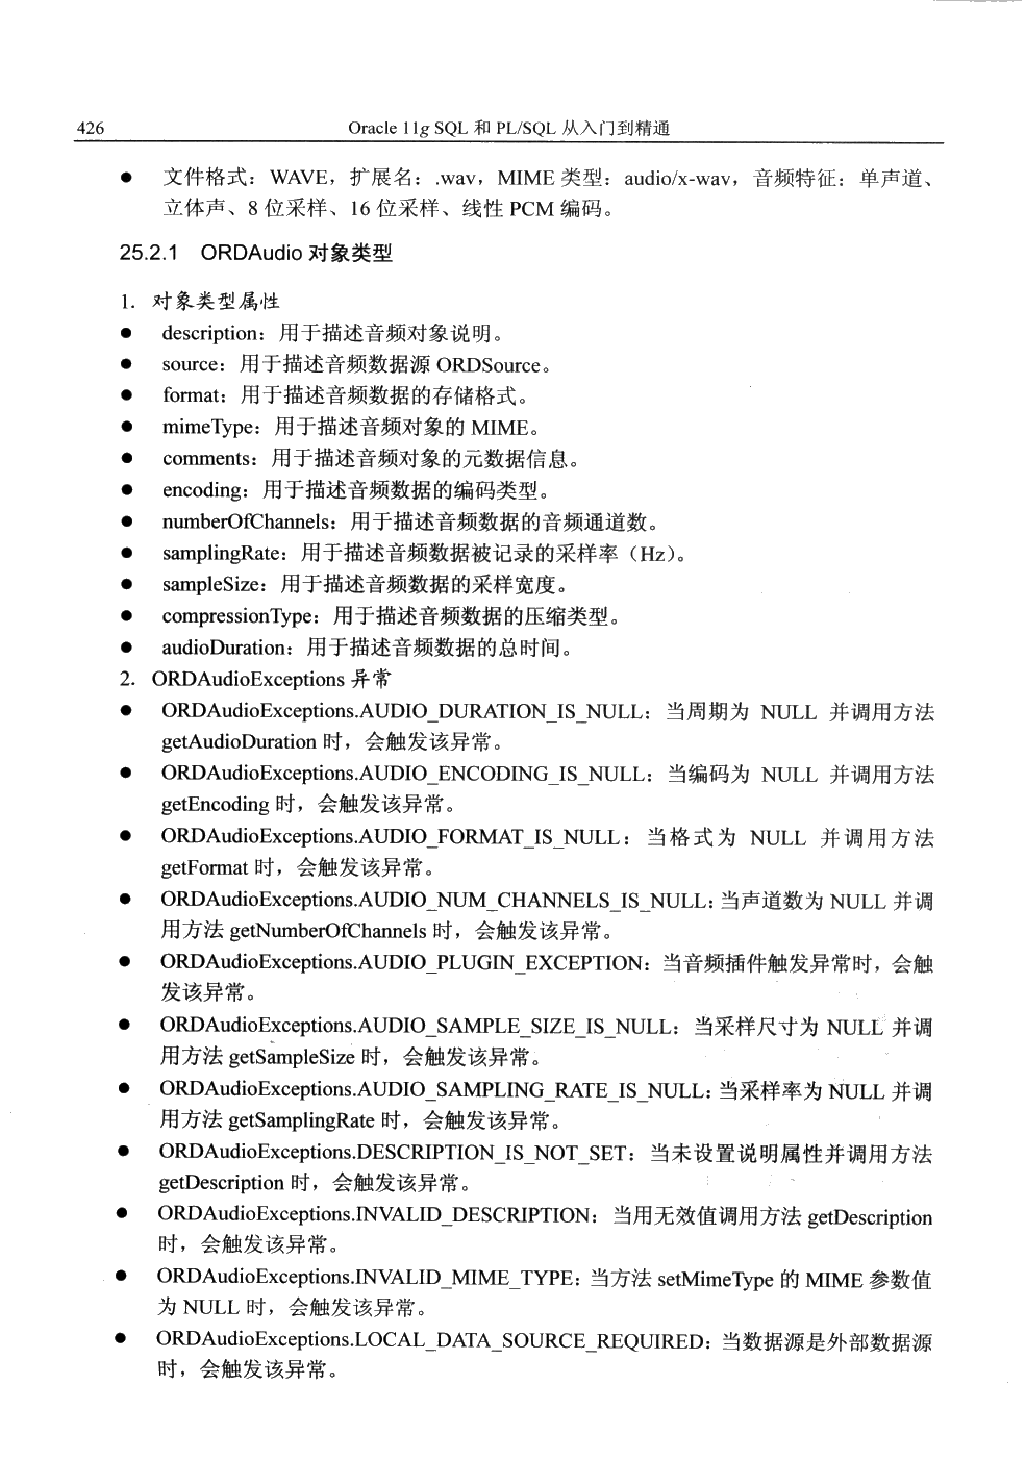 426 Oracle 11g SQL 和 PL/SQL 从入门到精通
● 文件格式：WAVE，扩展名：.wav，MIME 类型：audio/x-wav，音频特征：单声道、
立体声、8 位采样、16 位采样、线性 PCM 编码。
25.2.1 ORDAudio 对象类型
1. 对象类型属性
● description：用于描述音频对象说明。
● source：用于描述音频数据源 ORDSource。
● format：用于描述音频数据的存储格式。
● mimeType：用于描述音频对象的 MIME。
● comments：用于描述音频对象的元数据信息。
● encoding：用于描述音频数据的编码类型。
● numberOfChannels：用于描述音频数据的音频通道数。
● samplingRate：用于描述音频数据被记录的采样率（Hz）。
● sampleSize：用于描述音频数据的采样宽度。
● compressionType：用于描述音频数据的压缩类型。
● audioDuration：用于描述音频数据的总时间。
2. ORDAudioExceptions 异常
● ORDAudioExceptions.AUDIO_DURATION_IS_NULL：当周期为 NULL 并调用方法
getAudioDuration 时，会触发该异常。
● ORDAudioExceptions.AUDIO_ENCODING_IS_NULL：当编码为 NULL 并调用方法
getEncoding 时，会触发该异常。
● ORDAudioExceptions.AUDIO_FORMAT_IS_NULL：当格式为 NULL 并调用方法
getFormat 时，会触发该异常。
● ORDAudioExceptions.AUDIO_NUM_CHANNELS_IS_NULL：当声道数为 NULL 并调
用方法 getNumberOfChannels 时，会触发该异常。
● ORDAudioExceptions.AUDIO_PLUGIN_EXCEPTION：当音频插件触发异常时，会触
发该异常。
● ORDAudioExceptions.AUDIO_SAMPLE_SIZE_IS_NULL：当采样尺寸为 NULL 并调
用方法 getSampleSize 时，会触发该异常。
● ORDAudioExceptions.AUDIO_SAMPLING_RATE_IS_NULL：当采样率为 NULL 并调
用方法 getSamplingRate 时，会触发该异常。
● ORDAudioExceptions.DESCRIPTION_IS_NOT_SET：当未设置说明属性并调用方法
getDescription 时，会触发该异常。
● ORDAudioExceptions.INVALID_DESCRIPTION：当用无效值调用方法 getDescription
时，会触发该异常。
● ORDAudioExceptions.INVALID_MIME_TYPE：当方法 setMimeType 的 MIME 参数值
为 NULL 时，会触发该异常。
● ORDAudioExceptions.LOCAL_DATA_SOURCE_REQUIRED：当数据源是外部数据源
时，会触发该异常。